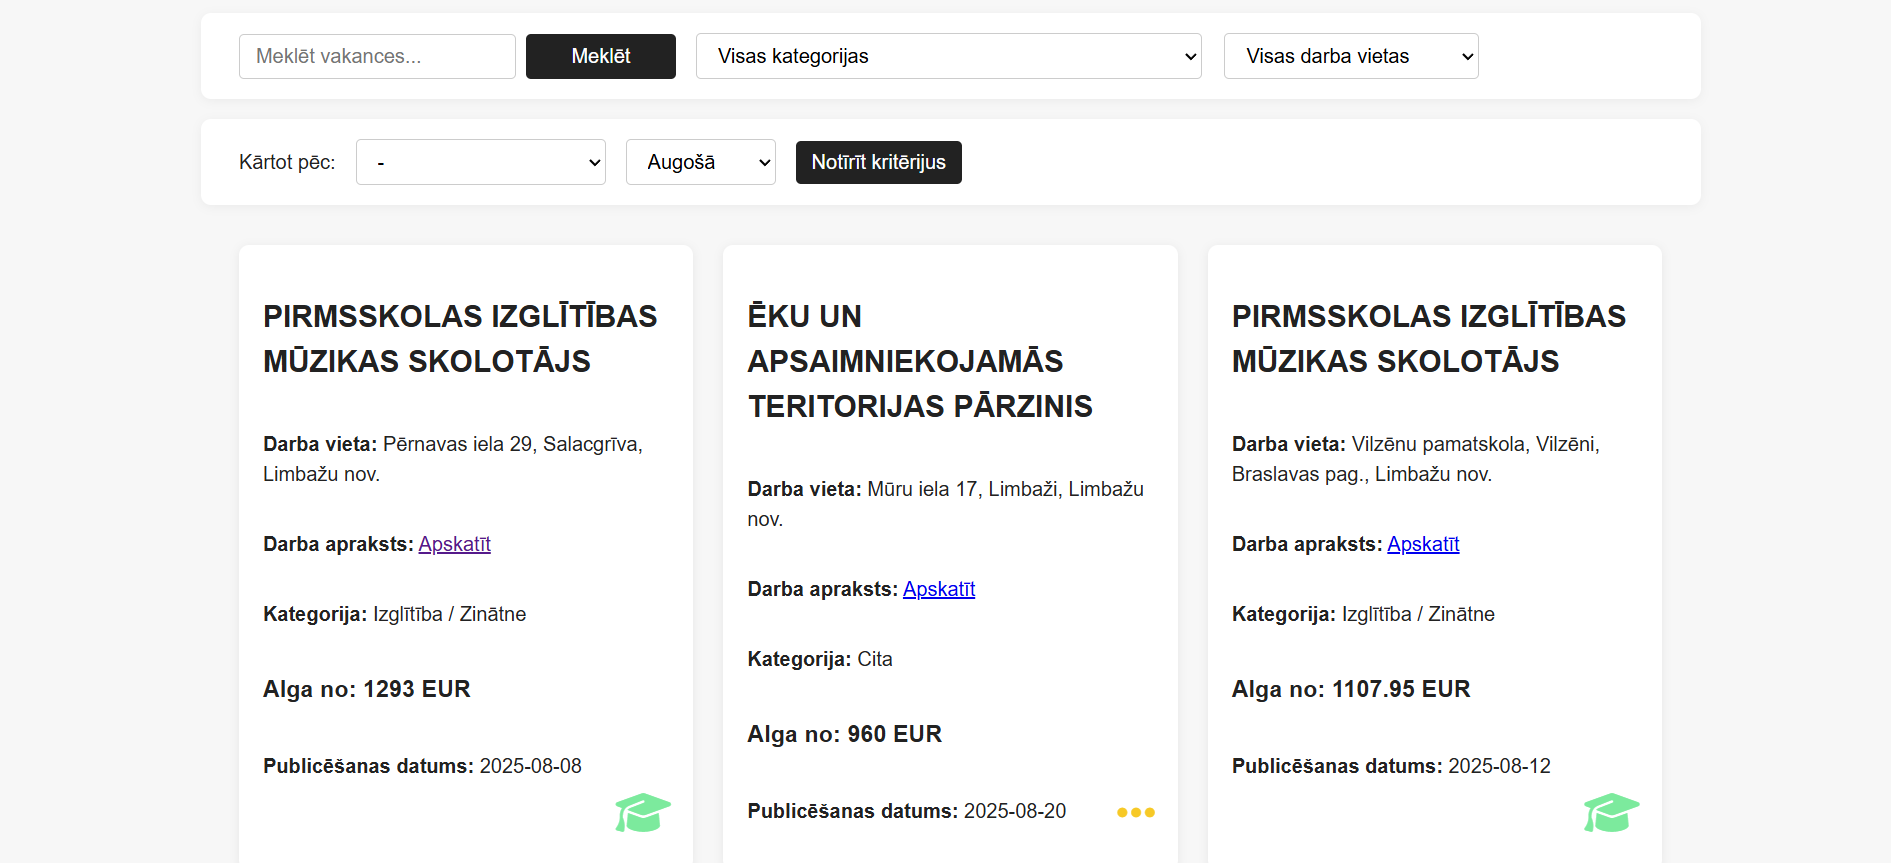 Meklēt vakances...
Meklēt
Visas kategorijas
Visas darba vietas
Kārtot pēc:
-
Augošā
Notīrīt kritērijus
PIRMSSKOLAS IZGLĪTĪBAS
MŪZIKAS SKOLOTĀJS
Darba vieta: Pērnavas iela 29, Salacgrīva,
Limbažu nov.
Darba apraksts: Apskatīt
Kategorija: Izglītība / Zinātne
Alga no: 1293 EUR
Publicēšanas datums: 2025-08-08
ĒKU UN
APSAIMNIEKOJAMĀS
TERITORIJAS PĀRZINIS
Darba vieta: Mūru iela 17, Limbaži, Limbažu
nov.
Darba apraksts: Apskatīt
Kategorija: Cita
Alga no: 960 EUR
Publicēšanas datums: 2025-08-20
PIRMSSKOLAS IZGLĪTĪBAS
MŪZIKAS SKOLOTĀJS
Darba vieta: Vilzēnu pamatskola, Vilzēni,
Braslavas pag., Limbažu nov.
Darba apraksts: Apskatīt
Kategorija: Izglītība / Zinātne
Alga no: 1107.95 EUR
Publicēšanas datums: 2025-08-12